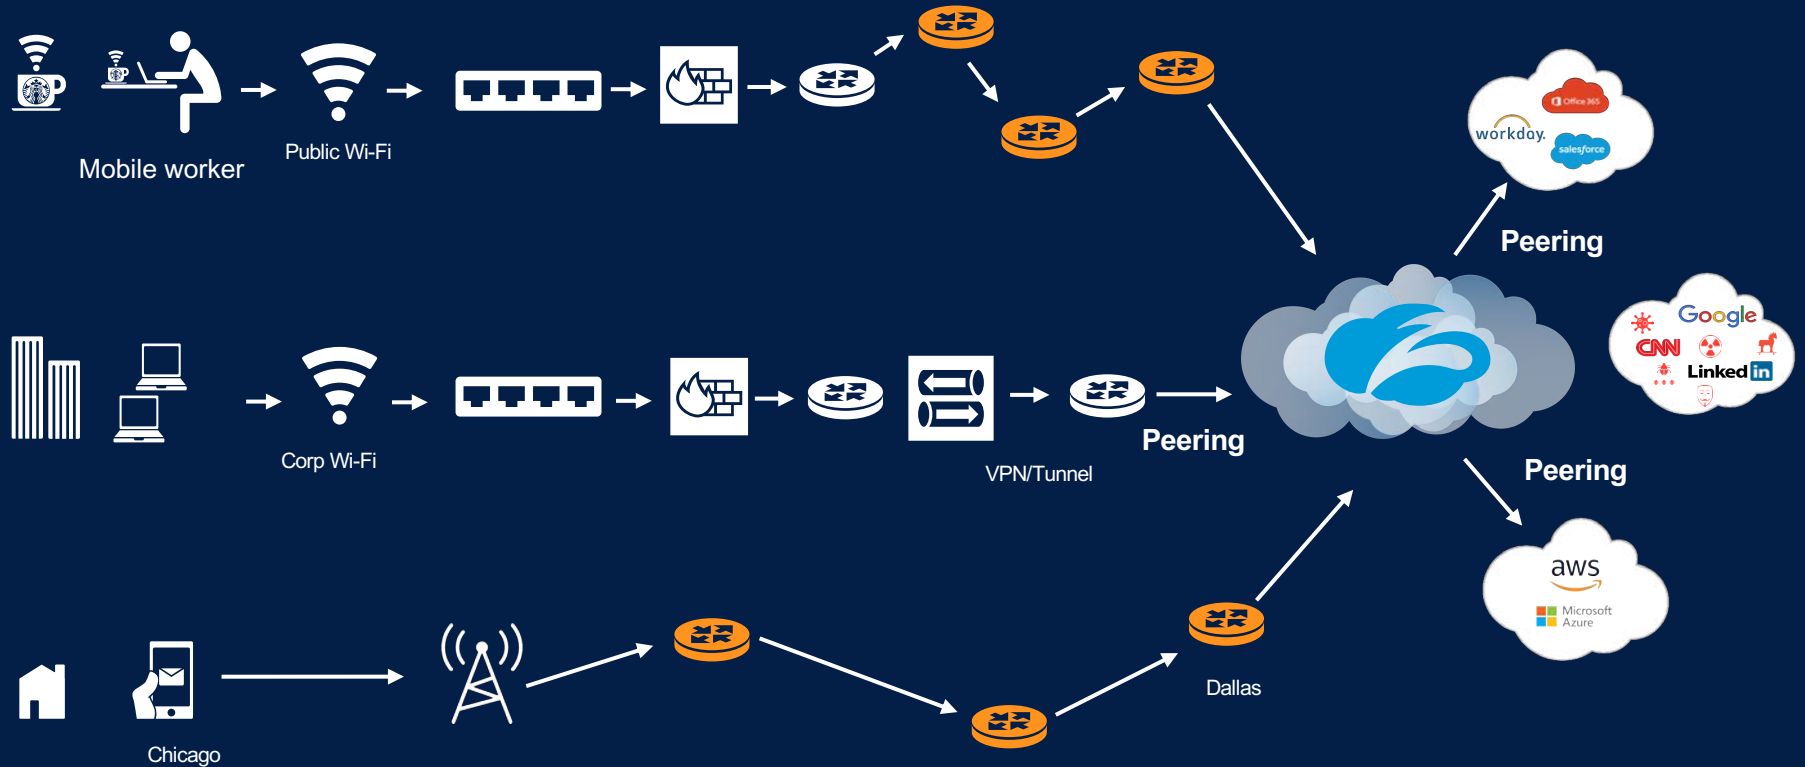 Mobile worker
Public Wi-Fi
Office 365
workday.
salesforce
Peering
Google
CNN
Linked in
Corp Wi-Fi
VPN/Tunnel
Peering
Peering
aws
Microsoft
Azure
Dallas
Chicago